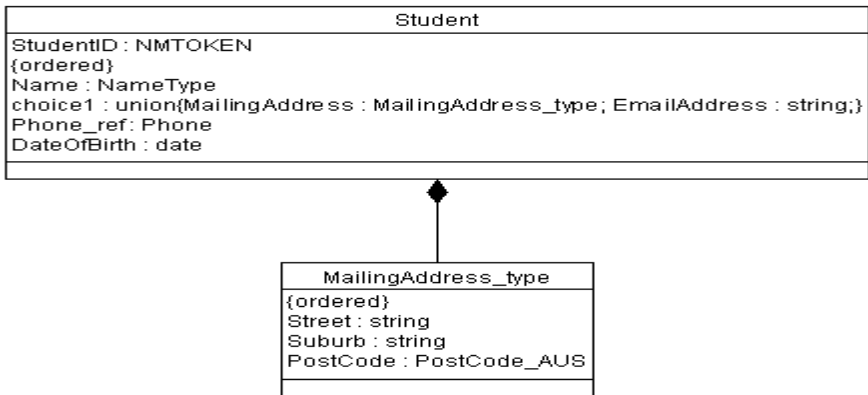 Student
StudentID : NMTOKEN
{ordered}
Name : NameType
choice1 : union{MailingAddress : MailingAddress_type; EmailAddress : string;}
Phone_ref: Phone
DateOfBirth : date
MailingAddress_type
{ordered}
Street : string
Suburb : string
PostCode : PostCode_AUS